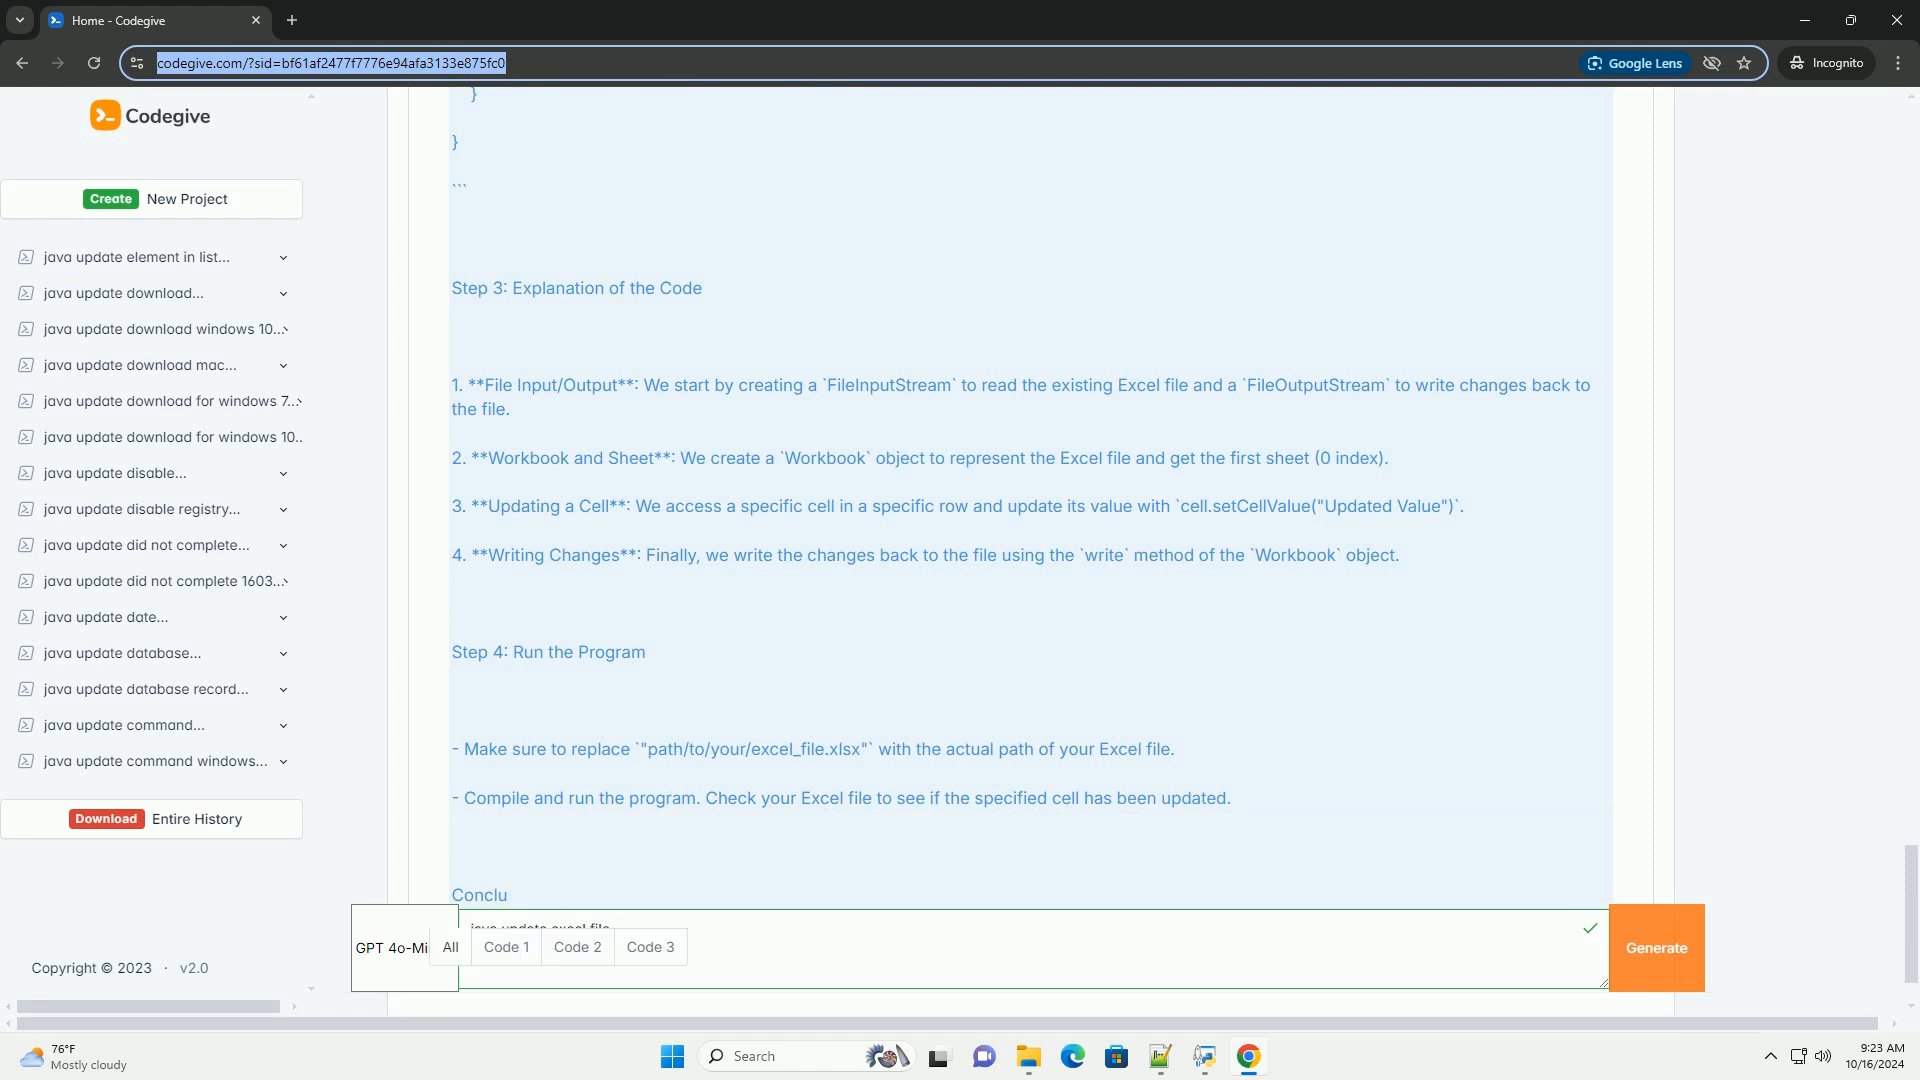 Home - Codegive
codegive.com/?sid=bf61af2477f7776e94afa3133e875fc0
Google Lens
Incognito
Codegive
Create New Project
java update element in list...
java update download...
java update download windows 10...
java update download mac...
java update download for windows 7...
java update download for windows 10..
java update disable...
java update disable registry...
java update did not complete...
java update did not complete 1603...
java update date...
java update database...
java update database record...
java update command...
java update command windows...
Download Entire History
Copyright © 2023 · v2.0
}
}
```
Step 3: Explanation of the Code
1. **File Input/Output**: We start by creating a `FileInputStream` to read the existing Excel file and a `FileOutputStream` to write changes back to
the file.
2. **Workbook and Sheet**: We create a `Workbook` object to represent the Excel file and get the first sheet (0 index).
3. **Updating a Cell**: We access a specific cell in a specific row and update its value with `cell.setCellValue("Updated Value")`.
4. **Writing Changes**: Finally, we write the changes back to the file using the `write` method of the `Workbook` object.
Step 4: Run the Program
- Make sure to replace `"path/to/your/excel_file.xlsx"` with the actual path of your Excel file.
- Compile and run the program. Check your Excel file to see if the specified cell has been updated.
Conclu
java update excel file
GPT 4o-Mi
All
Code 1
Code 2
Code 3
Generate
76°F
Mostly cloudy
Search
9:23 AM
10/16/2024